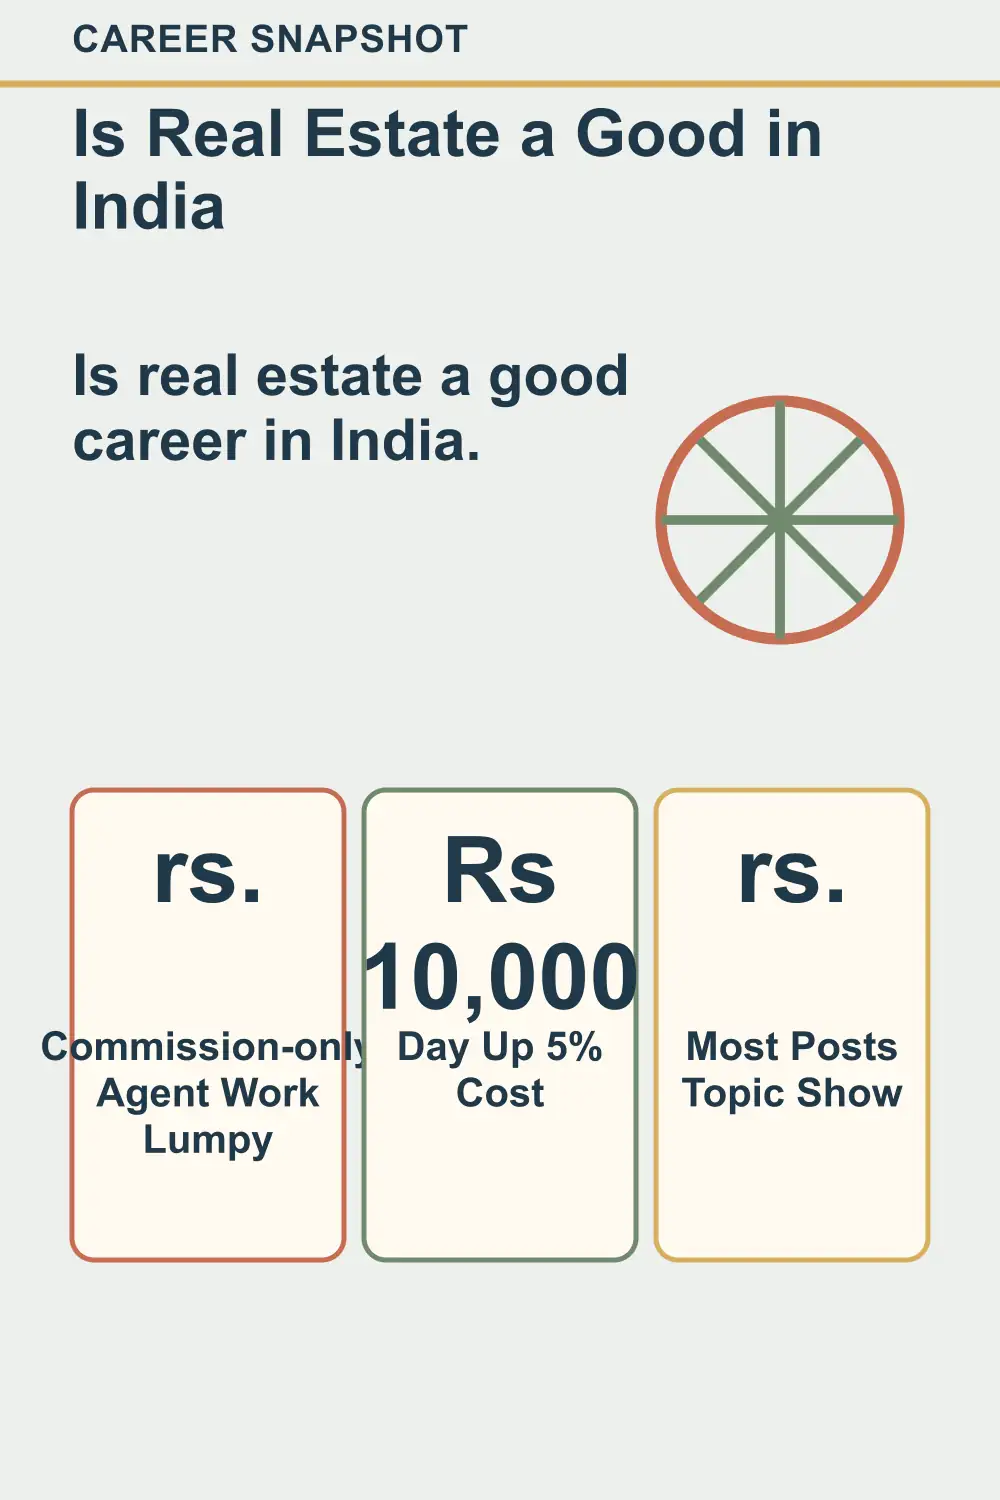 CAREER SNAPSHOT
Is Real Estate a Good in
India
Is real estate a good
career in India.
rs.
Commission-only
Agent Work
Lumpy
Rs
10,000
Day Up 5%
Cost
rs.
Most Posts
Topic Show